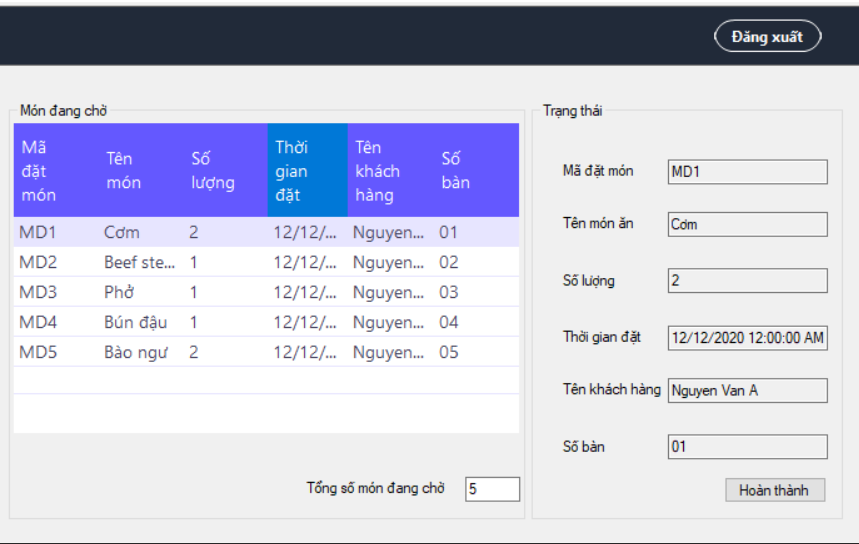 Đăng xuất
Món đang chờ
Mã đặt món Tên món Số lượng Thời gian đặt Tên khách hàng Số bàn
MD1 Cơm 2 12/12/... Nguyen... 01
MD2 Beef ste... 1 12/12/... Nguyen... 02
MD3 Phở 1 12/12/... Nguyen... 03
MD4 Bún đậu 1 12/12/... Nguyen... 04
MD5 Bào ngư 2 12/12/... Nguyen... 05
Tổng số món đang chờ 5
Trạng thái
Mã đặt món MD1
Tên món ăn Cơm
Số lượng 2
Thời gian đặt 12/12/2020 12:00:00 AM
Tên khách hàng Nguyen Van A
Số bàn 01
Hoàn thành